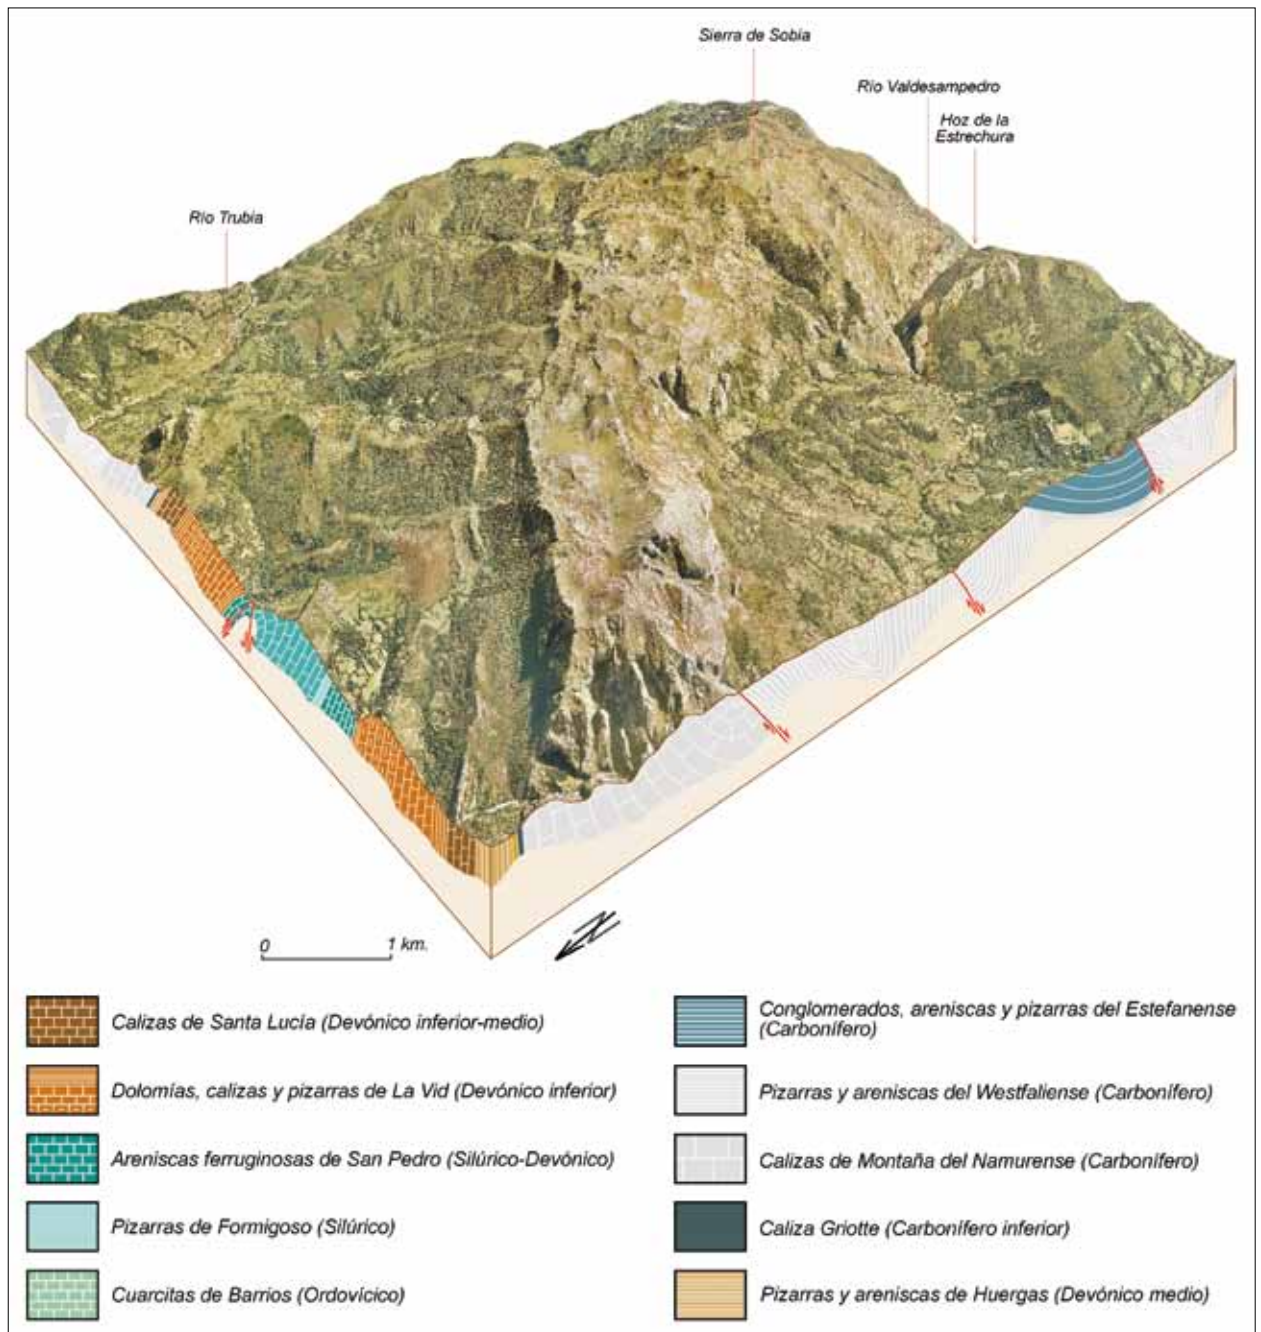 Sierra de Sobia
Río Valdesampedro
Hoz de la
Estrechura
Río Trubia
0 1 km.
N
Calizas de Santa Lucía (Devónico inferior-medio)
Dolomías, calizas y pizarras de La Vid (Devónico inferior)
Areniscas ferruginosas de San Pedro (Silúrico-Devónico)
Pizarras de Formigoso (Silúrico)
Cuarcitas de Barrios (Ordovícico)
Conglomerados, areniscas y pizarras del Estefanense
(Carbonífero)
Pizarras y areniscas del Westfaliense (Carbonífero)
Calizas de Montaña del Namurense (Carbonífero)
Caliza Griotte (Carbonífero inferior)
Pizarras y areniscas de Huergas (Devónico medio)